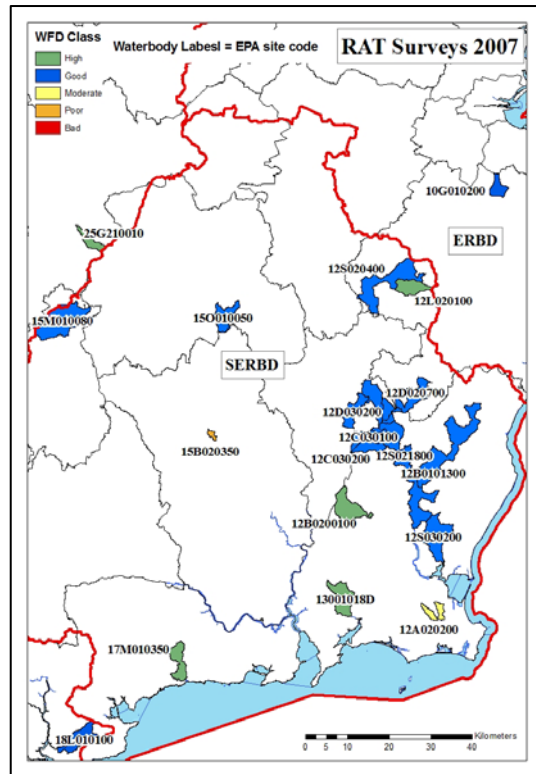 WFD Class
High
Good
Moderate
Poor
Bad
Waterbody Labesl = EPA site code
RAT Surveys 2007
10G010200
25G210010
ERBD
12S020400
12L020100
15M010080
15O010050
SERBD
12D020700
12D030200
12C030100
15B020350
12C030200
12S021800
12B0101300
12B0200100
12S030200
13001018D
12A020200
17M010350
18L010100
Kilometers
0 5 10 20 30 40